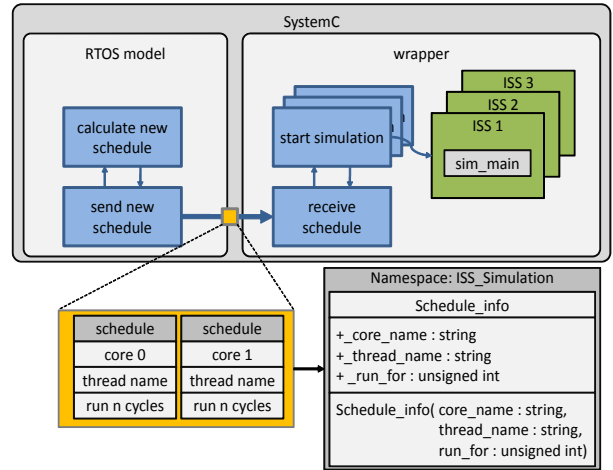 SystemC
RTOS model
wrapper
calculate new
schedule
send new
schedule
start simulation
receive
schedule
ISS 3
ISS 2
ISS 1
sim_main
schedule
core 0
thread name
run n cycles
schedule
core 1
thread name
run n cycles
Namespace: ISS_Simulation
Schedule_info
+_core_name : string
+_thread_name : string
+ _run_for : unsigned int
Schedule_info( core_name : string,
thread_name : string,
run_for : unsigned int)